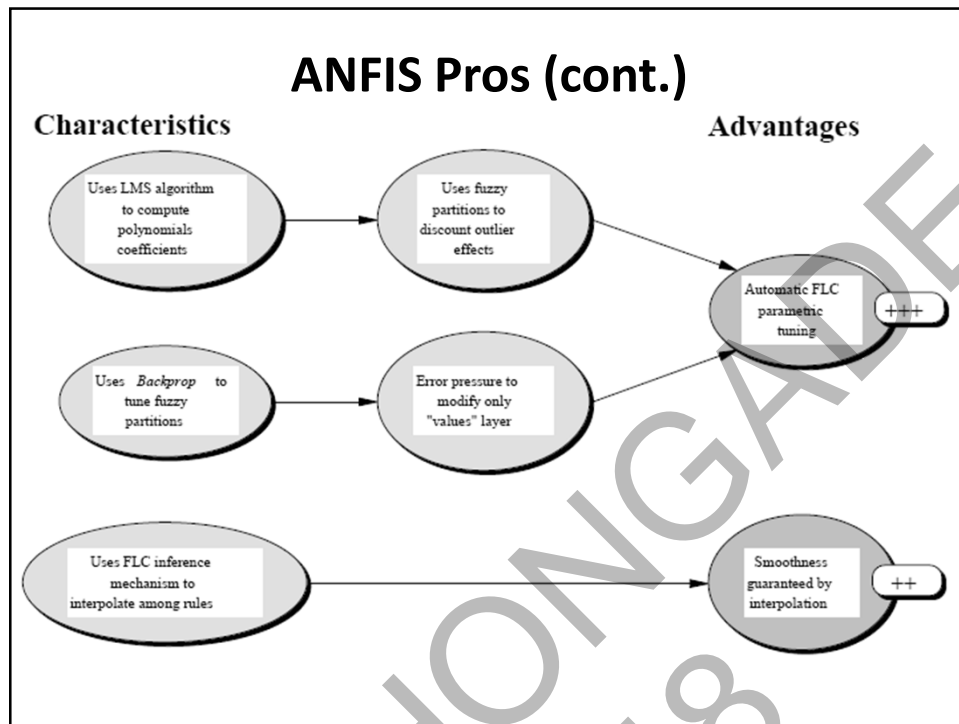 ANFIS Pros (cont.)
Characteristics
Advantages
Uses LMS algorithm
to compute
polynomials
coefficients
Uses fuzzy
partitions to
discount outlier
effects
Automatic FLC
parametric
tuning
+++
Uses Backprop to
tune fuzzy
partitions
Error pressure to
modify only
"values" layer
Uses FLC inference
mechanism to
interpolate among rules
Smoothness
guaranteed by
interpolation
++